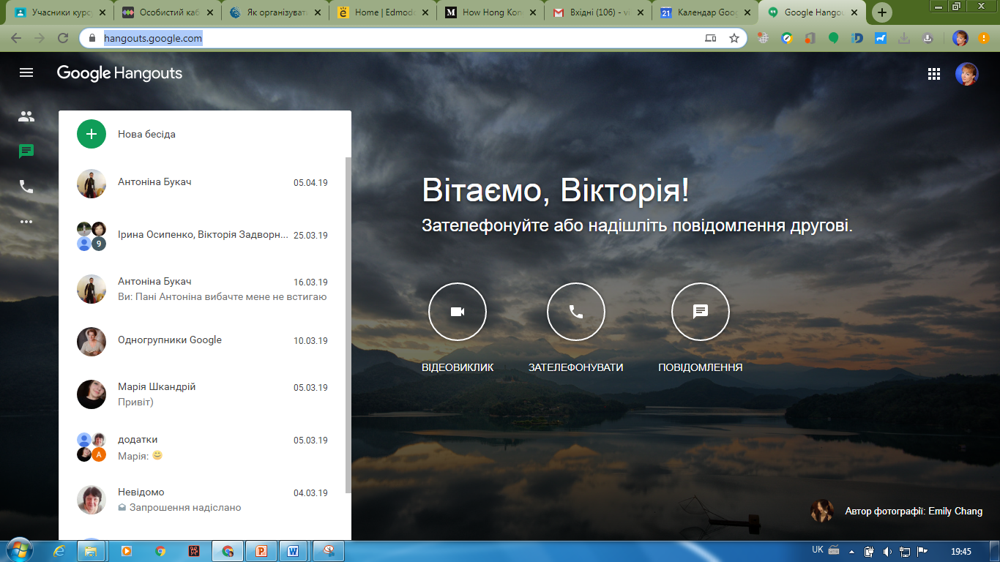 Учасники курсу
Особистий каб
Як організуват
Home | Edmodo
How Hong Kon
Вхідні (106) - vi
Календар Goog
Google Hangou
hangouts.google.com
Google Hangouts
Нова бесіда
Антоніна Букач 05.04.19
Ірина Осипенко, Вікторія Задворн... 25.03.19
9
Антоніна Букач 16.03.19
Ви: Пані Антоніна вибачте мене не встигаю
Одногрупники Google 10.03.19
Марія Шкандрій 05.03.19
Привіт)
додатки 05.03.19
A
Марія: 😊
Невідомо 04.03.19
Запрошення надіслано
Вітаємо, Вікторія!
Зателефонуйте або надішліть повідомлення другові.
ВІДЕОВИКЛИК
ЗАТЕЛЕФОНУВАТИ
ПОВІДОМЛЕННЯ
Автор фотографії: Emily Chang
UK
19:45